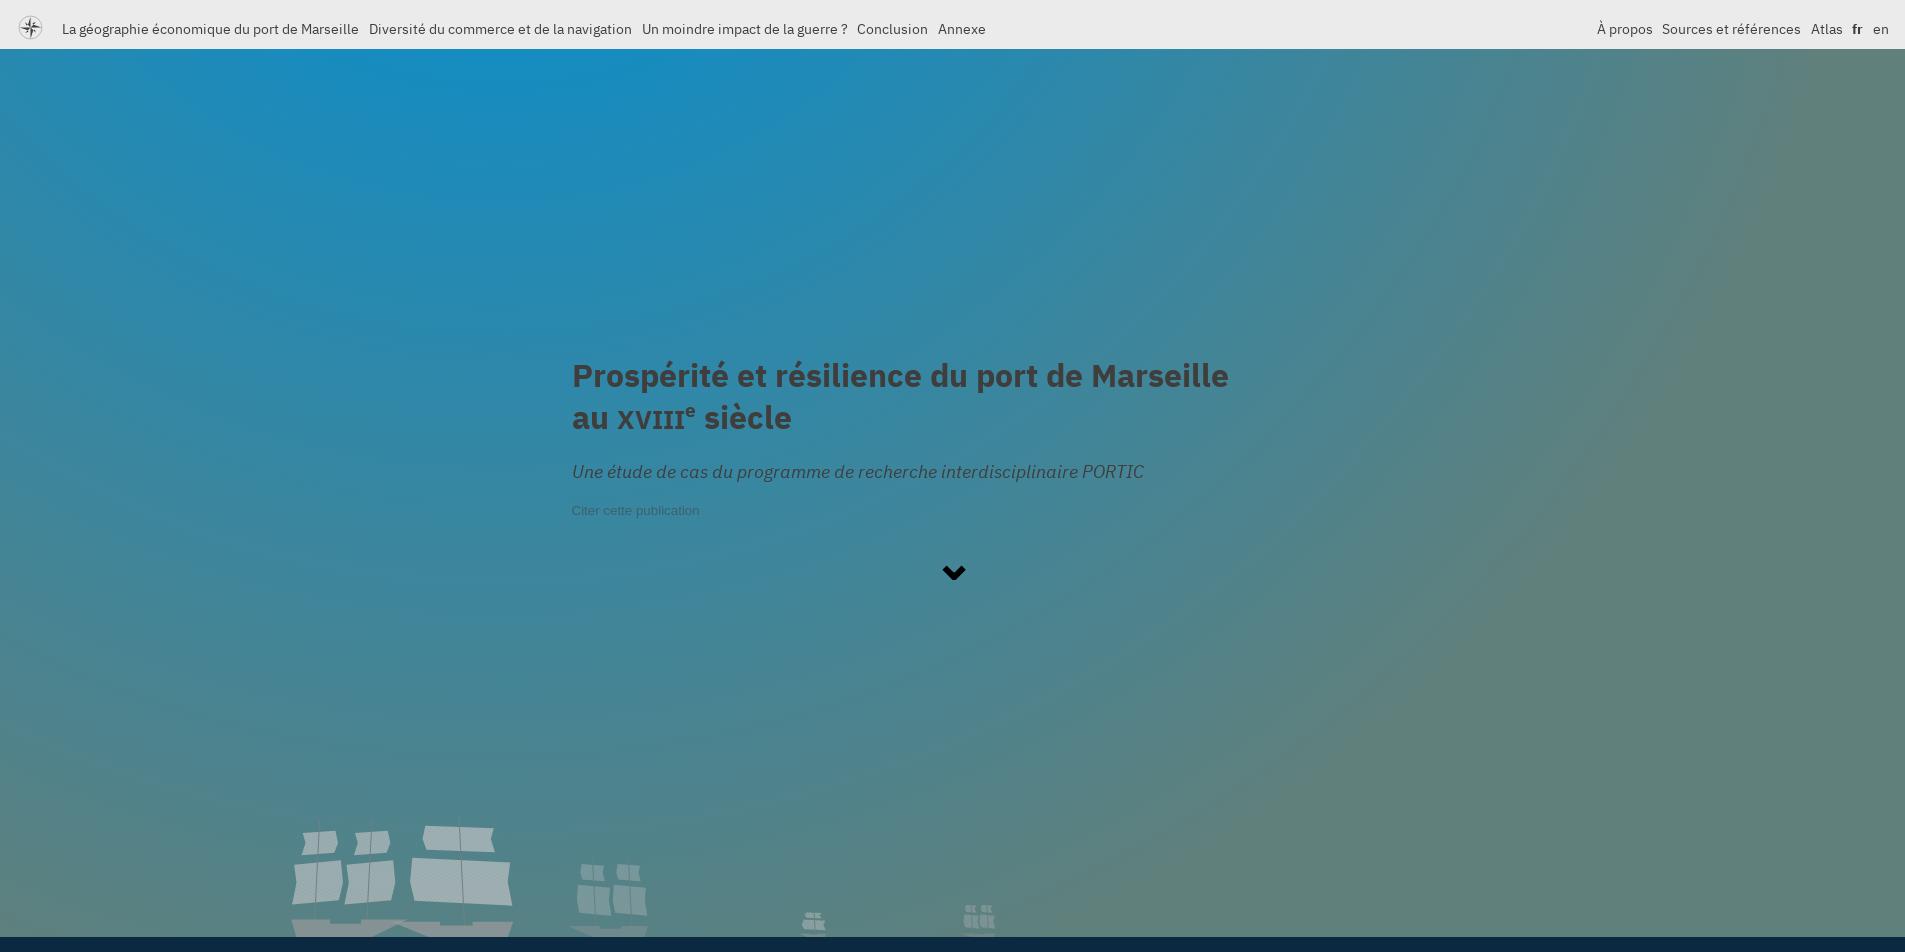 La géographie économique du port de Marseille Diversité du commerce et de la navigation Un moindre impact de la guerre ? Conclusion Annexe À propos Sources et références Atlas fr en
Prospérité et résilience du port de Marseille
au XVIIIe siècle
Une étude de cas du programme de recherche interdisciplinaire PORTIC
Citer cette publication